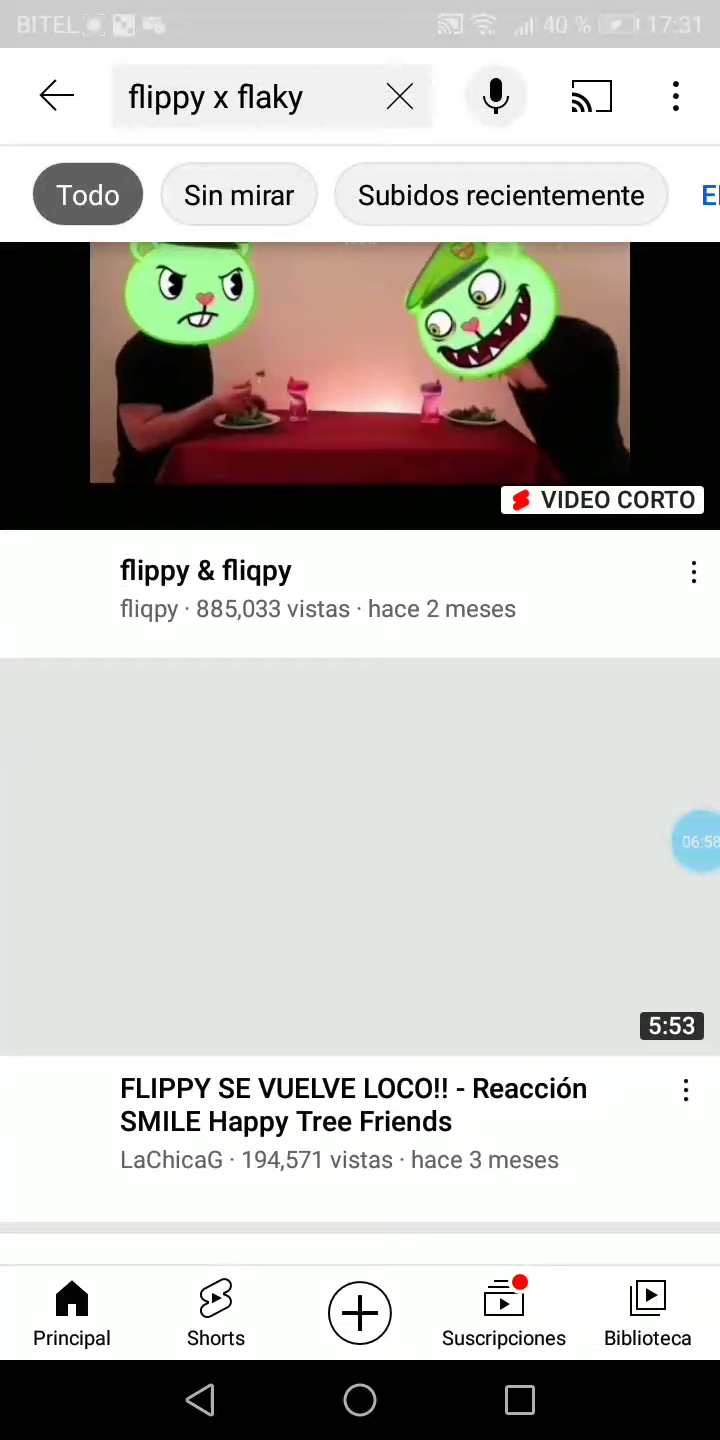 BITEL 40 % 17:31
flippy x flaky
Todo Sin mirar Subidos recientemente
VIDEO CORTO
flippy & fliqpy
fliqpy · 885,033 vistas · hace 2 meses
06:58
5:53
FLIPPY SE VUELVE LOCO!! - Reacción
SMILE Happy Tree Friends
LaChicaG · 194,571 vistas · hace 3 meses
Principal Shorts Suscripciones Biblioteca